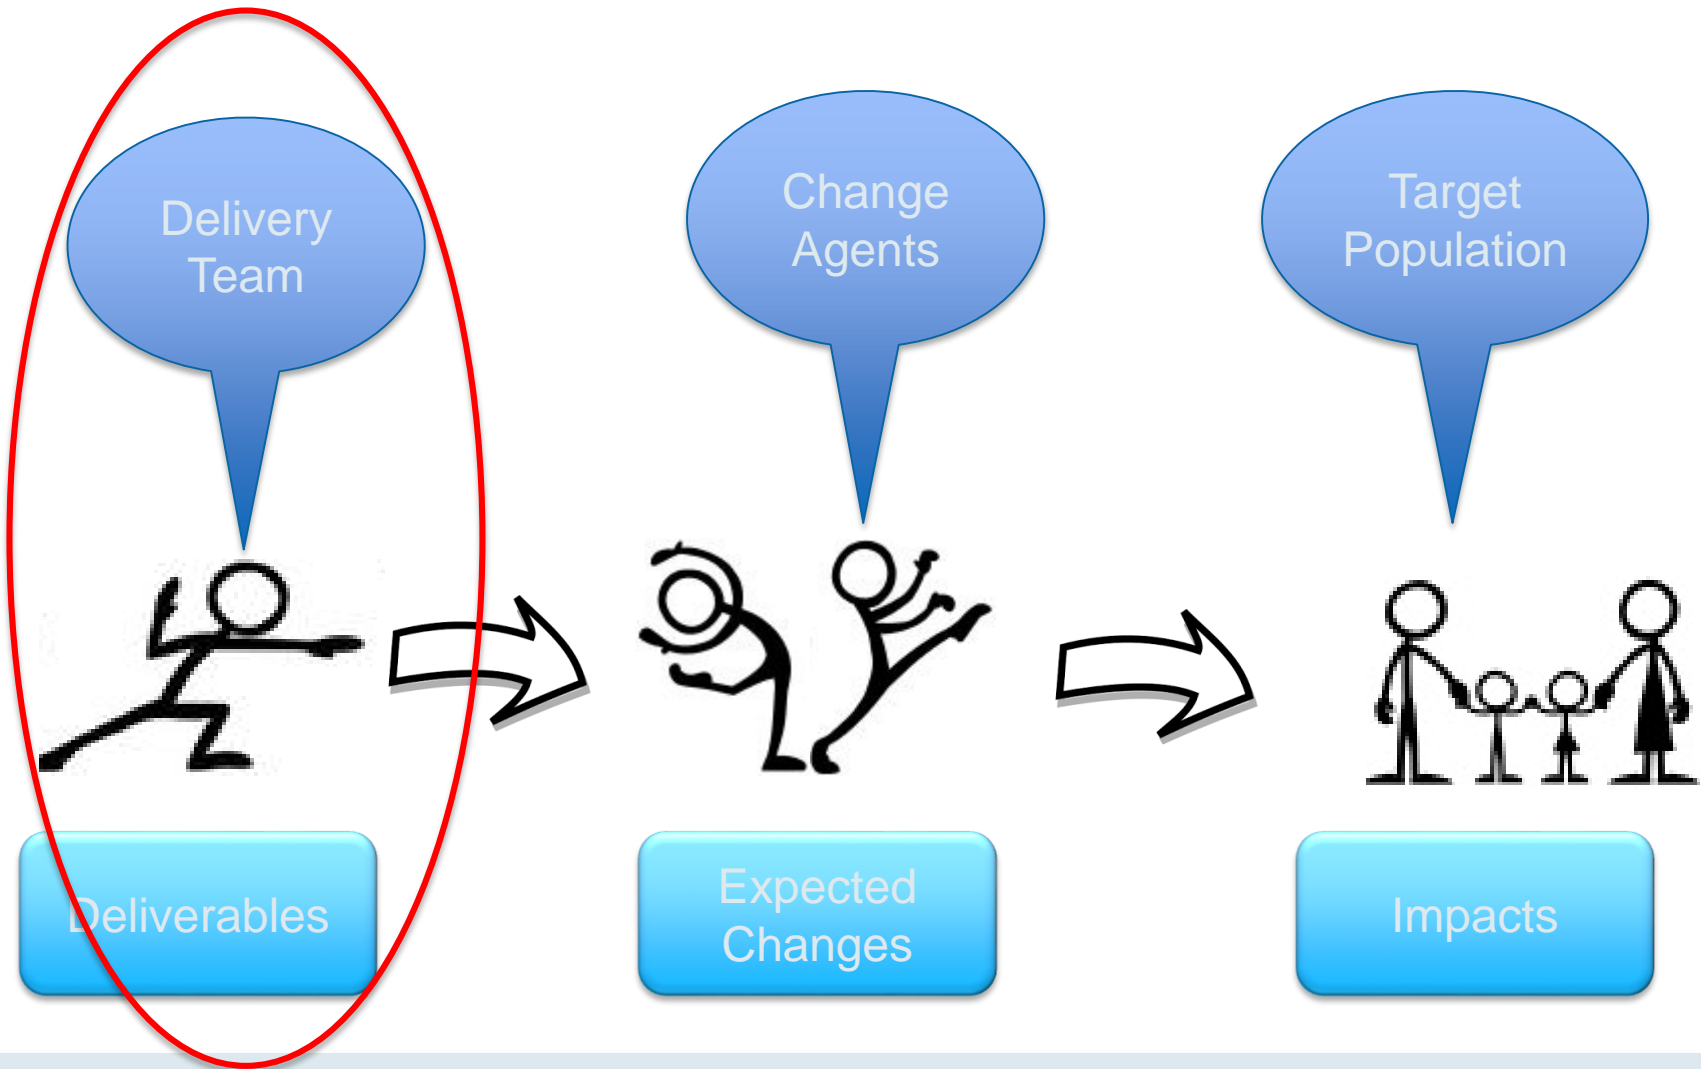 Delivery
Team
Change
Agents
Target
Population
Deliverables
Expected
Changes
Impacts